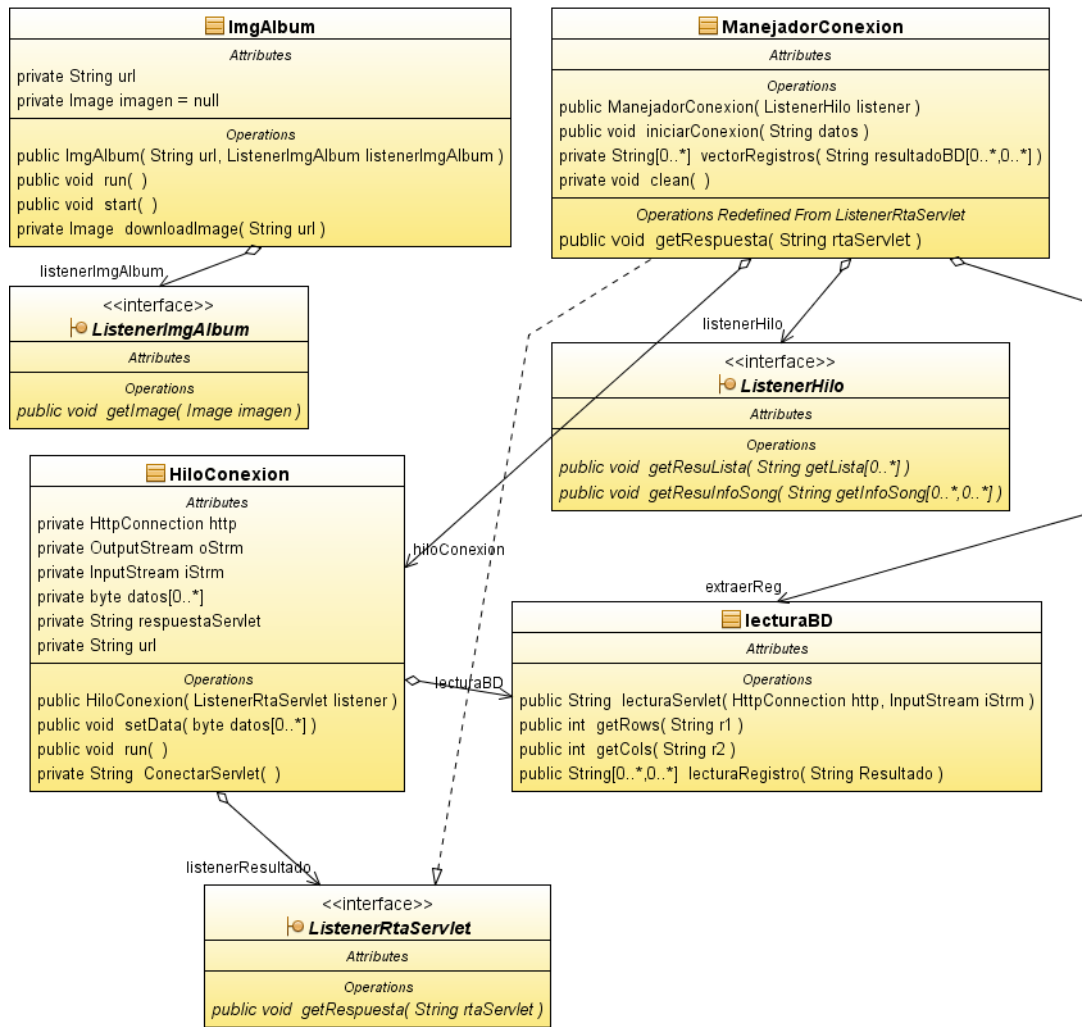 ImgAlbum
Attributes
private String url
private Image imagen = null
Operations
public ImgAlbum( String url, ListenerImgAlbum listenerImgAlbum )
public void run( )
public void start( )
private Image downloadImage( String url )
listenerImgAlbum
<<interface>>
ListenerImgAlbum
Attributes
Operations
public void getImage( Image imagen )
ManejadorConexion
Attributes
Operations
public ManejadorConexion( ListenerHilo listener )
public void iniciarConexion( String datos )
private String[0..*] vectorRegistros( String resultadoBD[0..*,0..*] )
private void clean( )
Operations Redefined From ListenerRtaServlet
public void getRespuesta( String rtaServlet )
listenerHilo
<<interface>>
ListenerHilo
Attributes
Operations
public void getResuLista( String getLista[0..*] )
public void getResuInfoSong( String getInfoSong[0..*,0..*] )
HiloConexion
Attributes
private HttpConnection http
private OutputStream oStrm
private InputStream iStrm
private byte datos[0..*]
private String respuestaServlet
private String url
Operations
public HiloConexion( ListenerRtaServlet listener )
public void setData( byte datos[0..*] )
public void run( )
private String ConectarServlet( )
hiloConexion
extraerReg
lecturaBD
lecturaBD
Attributes
Operations
public String lecturaServlet( HttpConnection http, InputStream iStrm )
public int getRows( String r1 )
public int getCols( String r2 )
public String[0..*,0..*] lecturaRegistro( String Resultado )
listenerResultado
<<interface>>
ListenerRtaServlet
Attributes
Operations
public void getRespuesta( String rtaServlet )